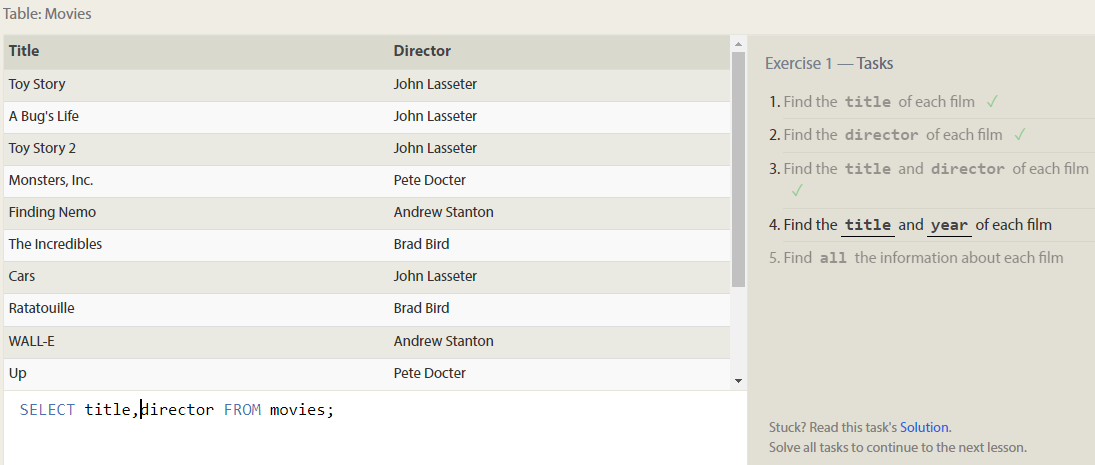 Table: Movies
Title Director
Toy Story John Lasseter
A Bug's Life John Lasseter
Toy Story 2 John Lasseter
Monsters, Inc. Pete Docter
Finding Nemo Andrew Stanton
The Incredibles Brad Bird
Cars John Lasseter
Ratatouille Brad Bird
WALL-E Andrew Stanton
Up Pete Docter
SELECT title,director FROM movies;
Exercise 1 — Tasks
1. Find the title of each film ✓
2. Find the director of each film ✓
3. Find the title and director of each film
✓
4. Find the title and year of each film
5. Find all the information about each film
Stuck? Read this task's Solution.
Solve all tasks to continue to the next lesson.